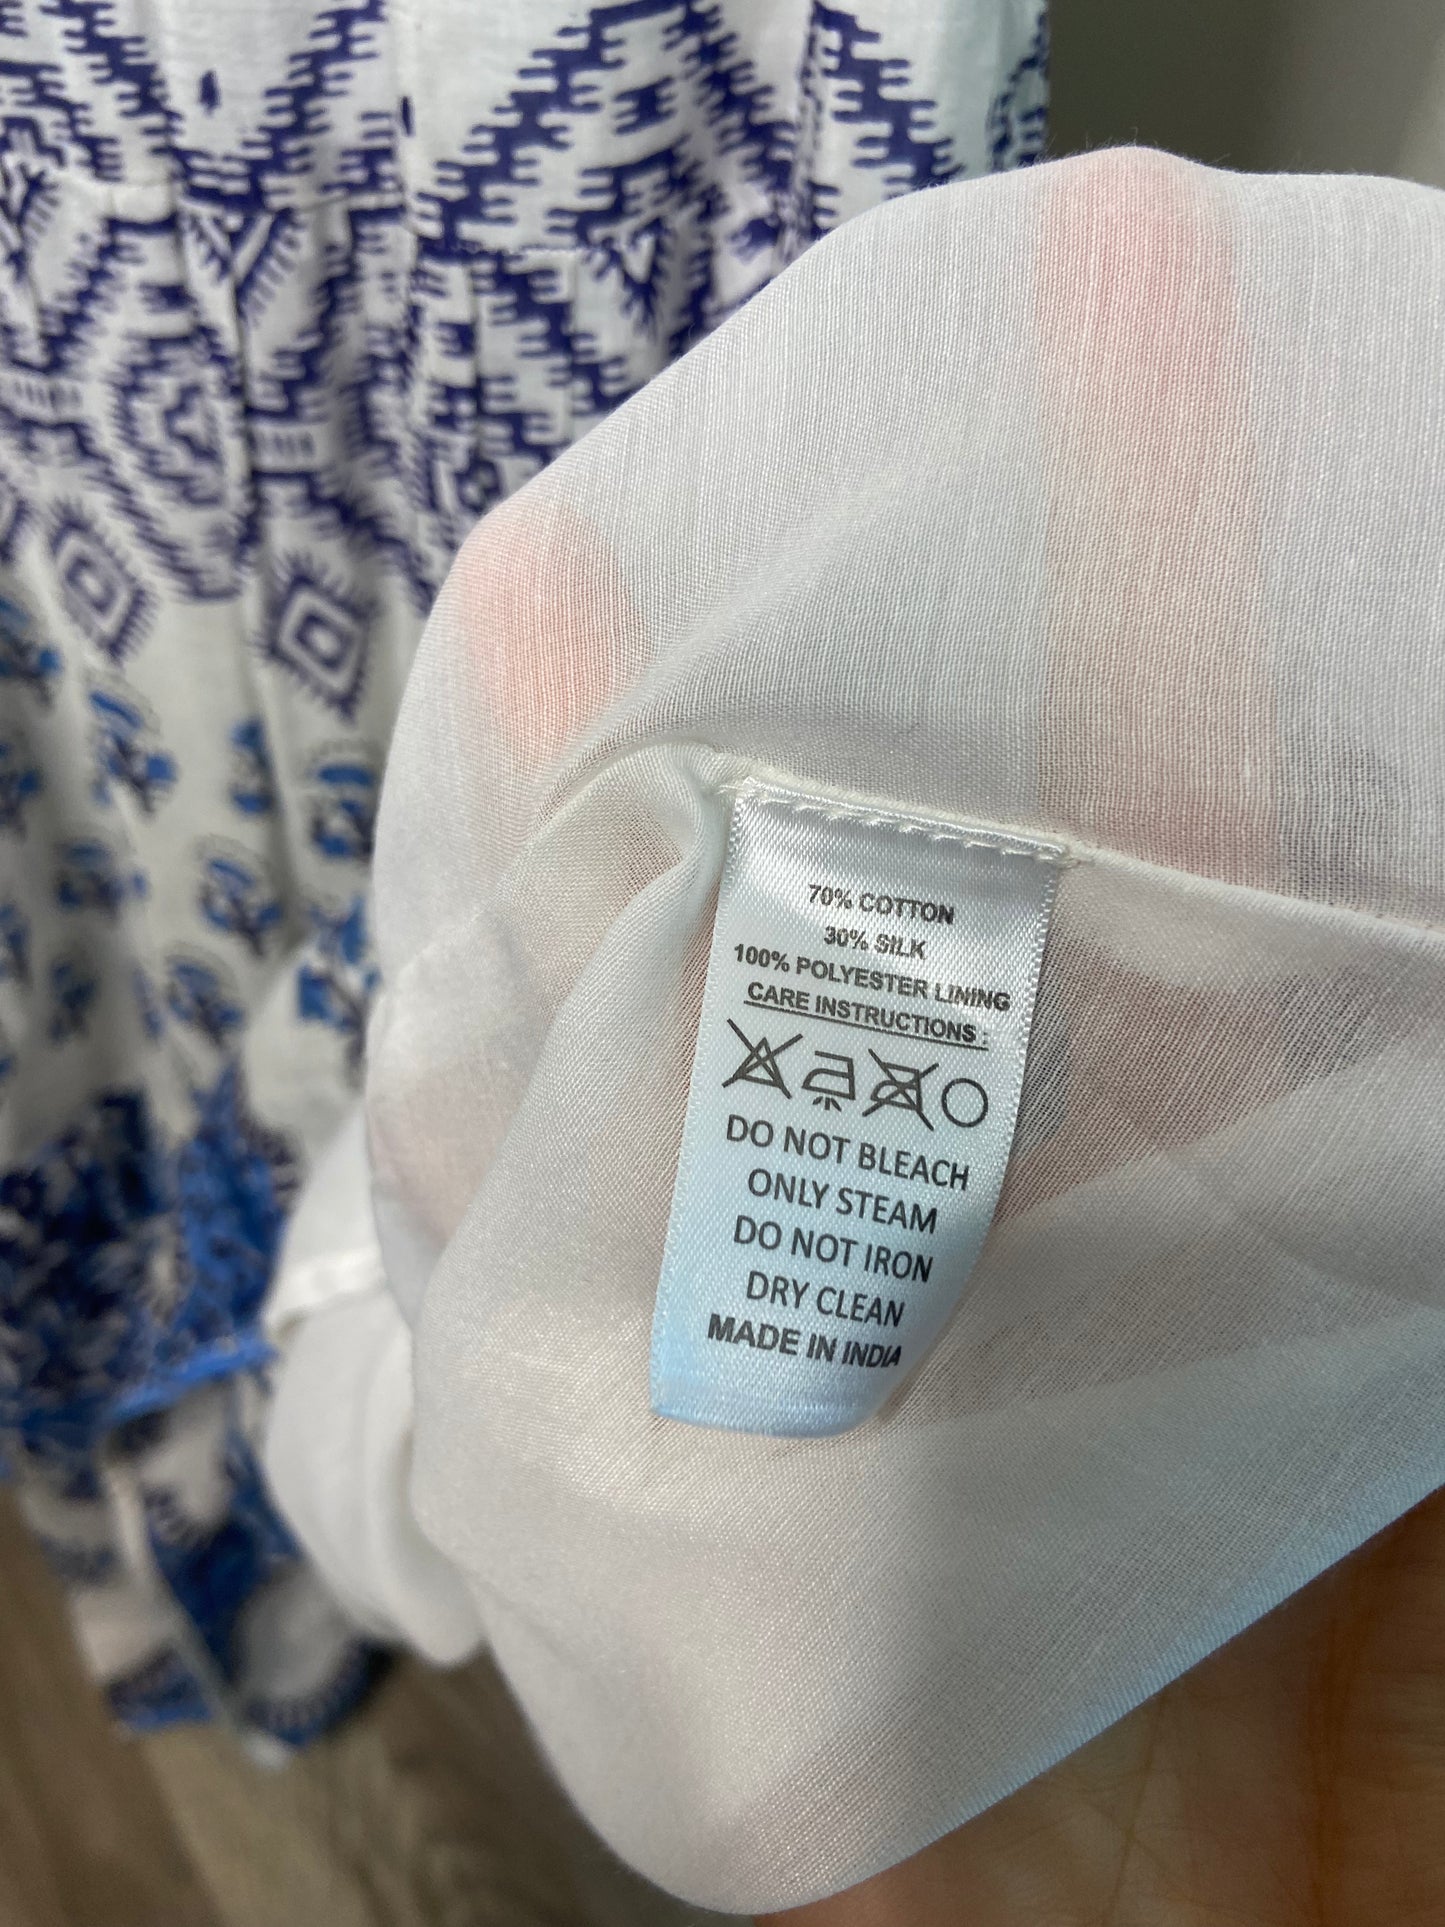 70% COTTON
30% SILK
100% POLYESTER LINING
CARE INSTRUCTIONS :
DO NOT BLEACH
ONLY STEAM
DO NOT IRON
DRY CLEAN
MADE IN INDIA